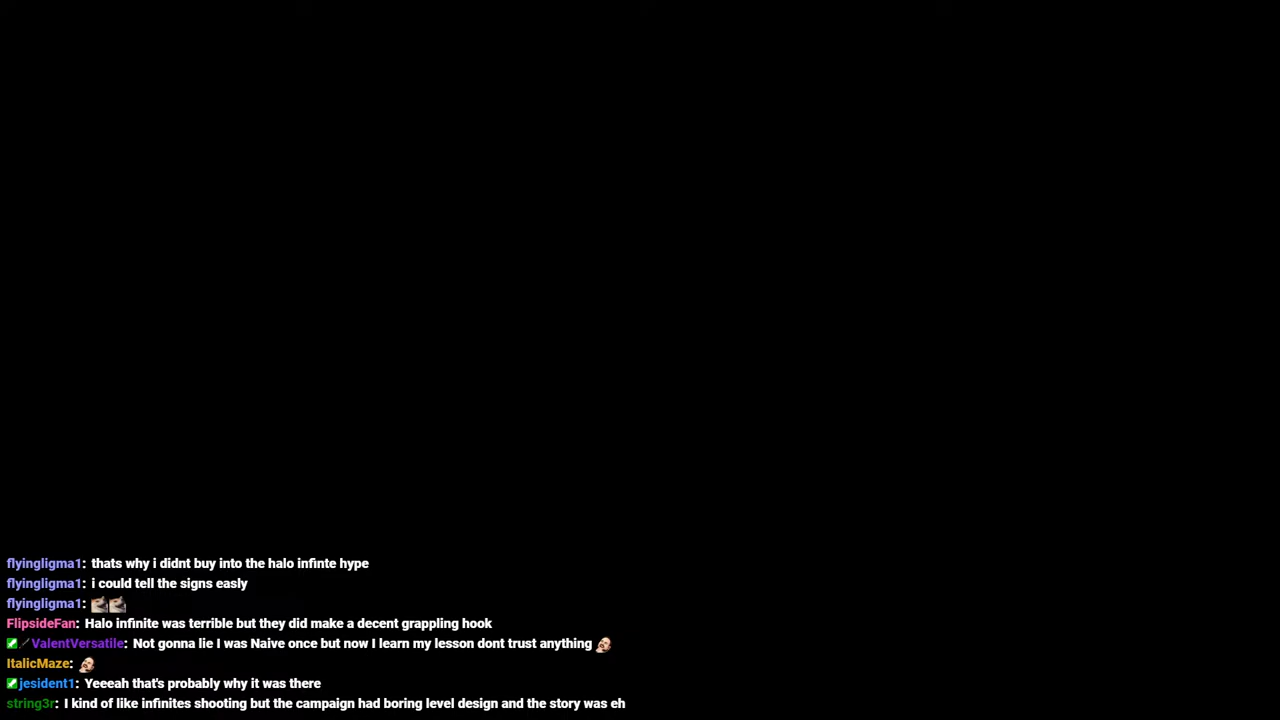 flyingligma1: thats why i didnt buy into the halo infinte hype
flyingligma1: i could tell the signs easly
flyingligma1:
FlipsideFan: Halo infinite was terrible but they did make a decent grappling hook
ValentVersatile: Not gonna lie I was Naive once but now I learn my lesson dont trust anything
ItalicMaze:
jesident1: Yeeeah that's probably why it was there
string3r: I kind of like infinites shooting but the campaign had boring level design and the story was eh